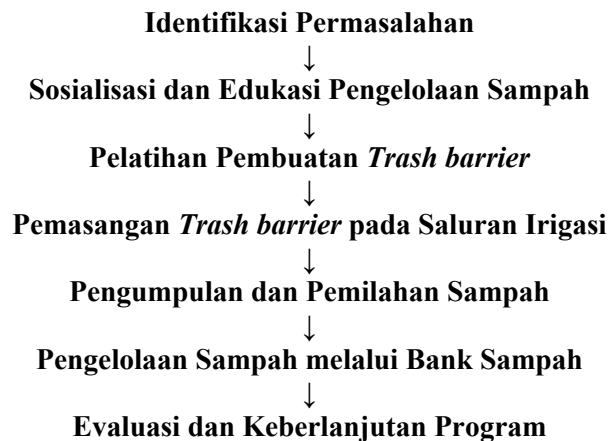 Identifikasi Permasalahan
↓
Sosialisasi dan Edukasi Pengelolaan Sampah
↓
Pelatihan Pembuatan Trash barrier
↓
Pemasangan Trash barrier pada Saluran Irigasi
↓
Pengumpulan dan Pemilahan Sampah
↓
Pengelolaan Sampah melalui Bank Sampah
↓
Evaluasi dan Keberlanjutan Program